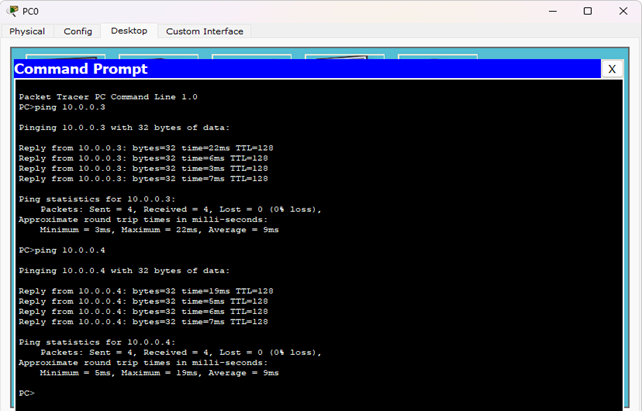 PC0
Physical Config Desktop Custom Interface
Command Prompt X
Packet Tracer PC Command Line 1.0
PC>ping 10.0.0.3
Pinging 10.0.0.3 with 32 bytes of data:
Reply from 10.0.0.3: bytes=32 time=22ms TTL=128
Reply from 10.0.0.3: bytes=32 time=6ms TTL=128
Reply from 10.0.0.3: bytes=32 time=3ms TTL=128
Reply from 10.0.0.3: bytes=32 time=7ms TTL=128
Ping statistics for 10.0.0.3:
Packets: Sent = 4, Received = 4, Lost = 0 (0% loss),
Approximate round trip times in milli-seconds:
Minimum = 3ms, Maximum = 22ms, Average = 9ms
PC>ping 10.0.0.4
Pinging 10.0.0.4 with 32 bytes of data:
Reply from 10.0.0.4: bytes=32 time=19ms TTL=128
Reply from 10.0.0.4: bytes=32 time=5ms TTL=128
Reply from 10.0.0.4: bytes=32 time=6ms TTL=128
Reply from 10.0.0.4: bytes=32 time=7ms TTL=128
Ping statistics for 10.0.0.4:
Packets: Sent = 4, Received = 4, Lost = 0 (0% loss),
Approximate round trip times in milli-seconds:
Minimum = 5ms, Maximum = 19ms, Average = 9ms
PC>